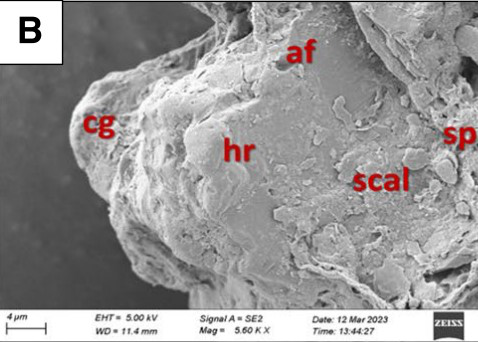 B
af
cg
hr
sp
scal
4 µm
EHT = 5.00 kV
Signal A = SE2
Date: 12 Mar 2023
WD = 11.4 mm
Mag = 5.60 K X
Time: 13:44:27
ZEISS